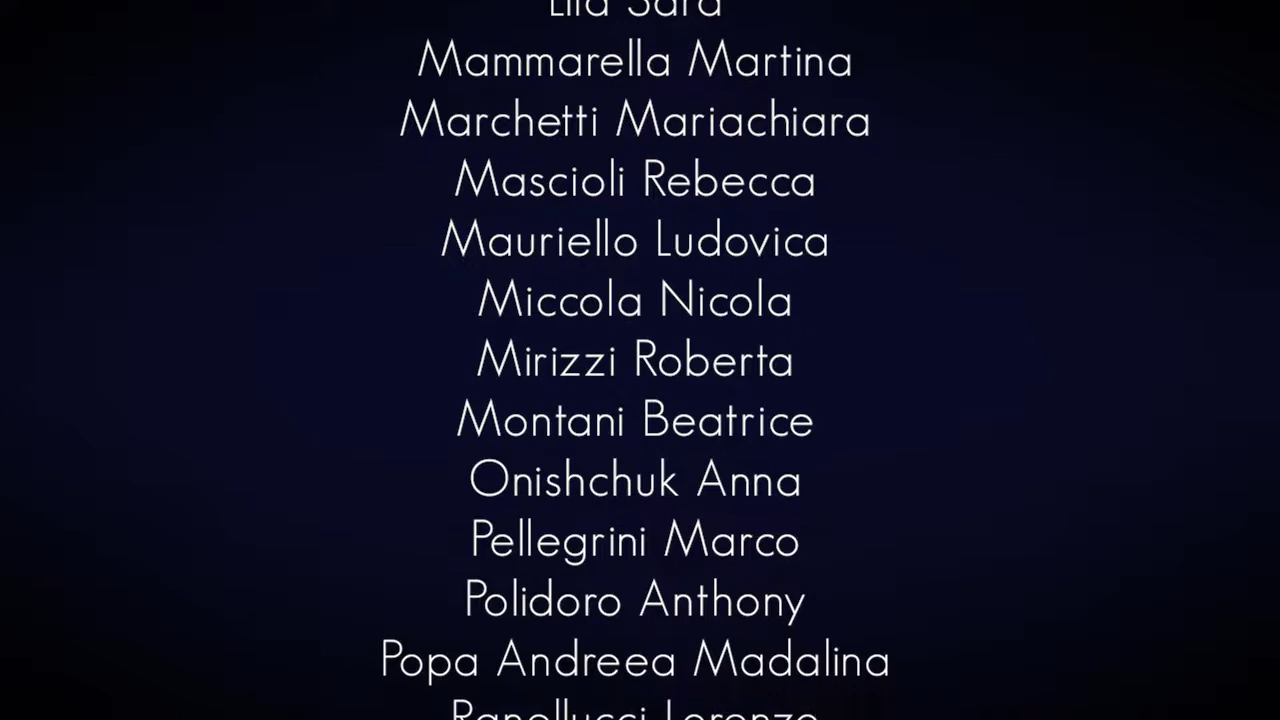 Mammarella Martina
Marchetti Mariachiara
Mascioli Rebecca
Mauriello Ludovica
Miccola Nicola
Mirizzi Roberta
Montani Beatrice
Onishchuk Anna
Pellegrini Marco
Polidoro Anthony
Popa Andreea Madalina